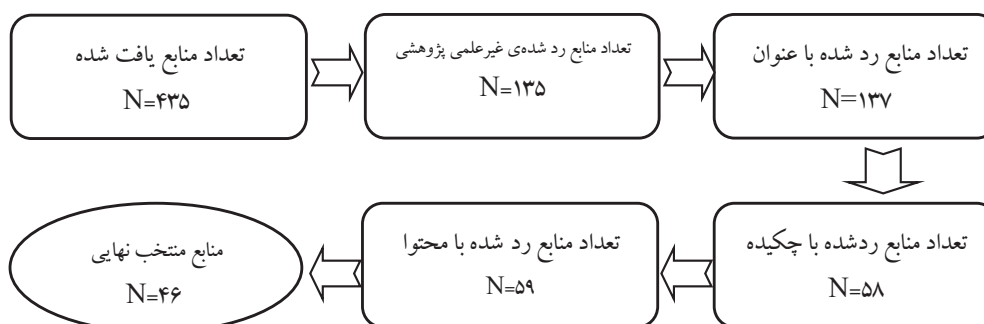 تعداد منابع یافت شده
N=۴۳۵
تعداد منابع رد شده‌ی غیرعلمی پژوهشی
N=۱۳۵
تعداد منابع رد شده با عنوان
N=۱۳۷
تعداد منابع ردشده با چکیده
N=۵۸
تعداد منابع رد شده با محتوا
N=۵۹
منابع منتخب نهایی
N=۴۶